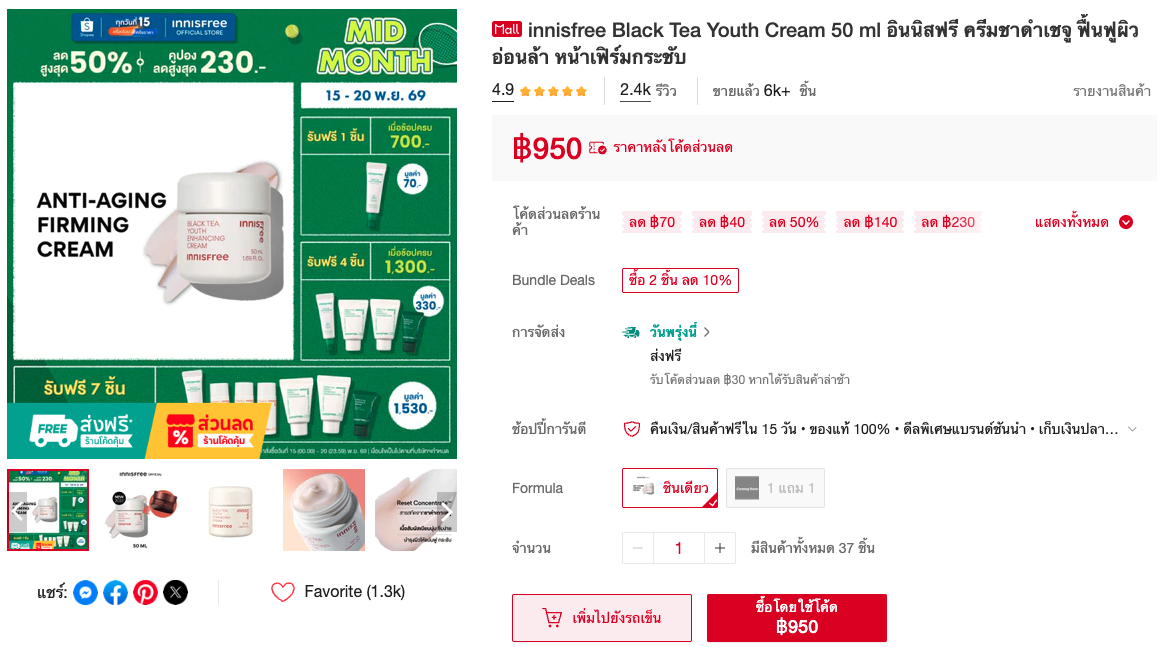 Shopee
ทุกวันที่ 15
innisfree
OFFICIAL STORE
MID
MONTH
ลด
สูงสุด 50%
คูปอง
ลดสูงสุด 230.-
15 - 20 พ.ย. 69
รับฟรี 1 ชิ้น
เมื่อช้อปครบ
700.-
มูลค่า
70.-
ANTI-AGING
FIRMING
CREAM
BLACK TEA
YOUTH
ENHANCING
CREAM
innisfree
innisfree
50 mL
1.69 FL. O.
รับฟรี 4 ชิ้น
เมื่อช้อปครบ
1,300.-
มูลค่า
330.-
รับฟรี 7 ชิ้น
มูลค่า
1,530.-
FREE
ส่งฟรี*
ร้านโค้ดคุ้ม
%
ส่วนลด
ร้านโค้ดคุ้ม
innisfree
50 ML
Reset Concentrate
แชร์:
Favorite (1.3k)
Mall innisfree Black Tea Youth Cream 50 ml อินนิสฟรี ครีมชาดำเชจู ฟื้นฟูผิว
อ่อนล้า หน้าเฟิร์มกระชับ
4.9
2.4k รีวิว
ขายแล้ว 6k+ ชิ้น
รายงานสินค้า
฿950 ราคาหลังโค้ดส่วนลด
โค้ดส่วนลดร้าน
ค้า
ลด ฿70
ลด ฿40
ลด 50%
ลด ฿140
ลด ฿230
แสดงทั้งหมด
Bundle Deals
ซื้อ 2 ชิ้น ลด 10%
การจัดส่ง
วันพรุ่งนี้
ส่งฟรี
รับโค้ดส่วนลด ฿30 หากได้รับสินค้าล่าช้า
ช้อปปี้การันตี
คืนเงิน/สินค้าฟรีใน 15 วัน • ของแท้ 100% • ดีลพิเศษแบรนด์ชั้นนำ • เก็บเงินปลา...
Formula
ชิ้นเดียว
1 แถม 1
จำนวน
1
มีสินค้าทั้งหมด 37 ชิ้น
เพิ่มไปยังรถเข็น
ซื้อโดยใช้โค้ด
฿950